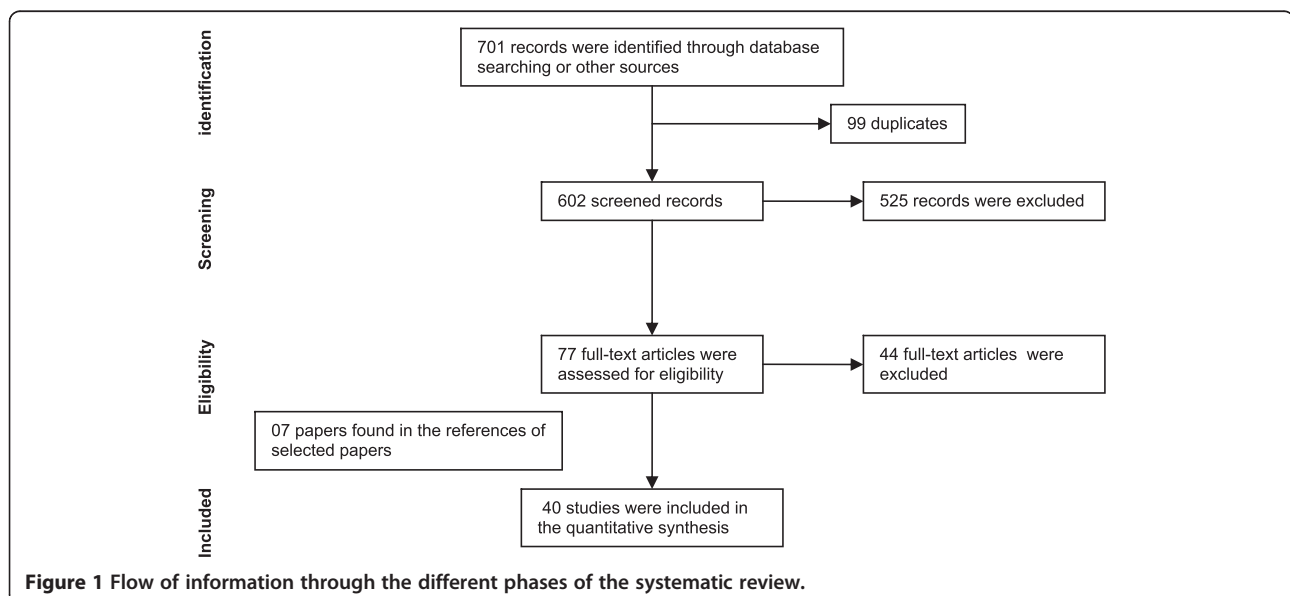 identification
701 records were identified through database
searching or other sources
99 duplicates
Screening
602 screened records
525 records were excluded
Eligibility
77 full-text articles were
assessed for eligibility
44 full-text articles were
excluded
07 papers found in the references of
selected papers
Included
40 studies were included in
the quantitative synthesis
Figure 1 Flow of information through the different phases of the systematic review.